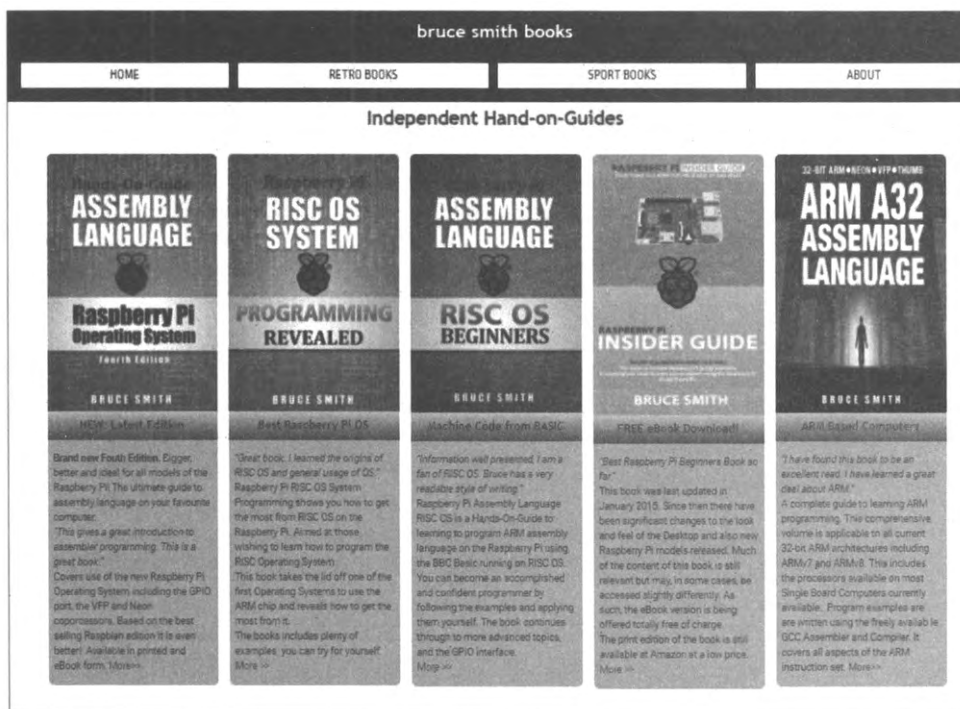 bruce smith books
HOME
RETRO BOOKS
SPORT BOOKS
ABOUT
Independent Hand-on-Guides
Hands-On-Guide
ASSEMBLY
LANGUAGE
Raspberry Pi
Operating System
Fourth Edition
BRUCE SMITH
NEW: Latest Edition
Brand new Fouth Edition. Bigger,
better and ideal for all models of the
Raspberry Pi! The ultimate guide to
assembly language on your favourite
computer.
"This gives a great introduction to
assembler programming. This is a
great book."
Covers use of the new Raspberry Pi
Operating System including the GPIO
port, the VFP and Neon
coporcessors. Based on the best
selling Raspbian edition it is even
better! Available in printed and
eBook form. More>>
Raspberry Pi
RISC OS
SYSTEM
PROGRAMMING
REVEALED
BRUCE SMITH
Best Raspberry Pi OS
"Great book. I learned the origins of
RISC OS and general usage of OS."
Raspberry Pi RISC OS System
Programming shows you how to get
the most from RISC OS on the
Raspberry Pi. Aimed at those
wishing to learn how to program the
RISC Operating System
This book takes the lid off one of the
first Operating Systems to use the
ARM chip and reveals how to get the
most from it.
The books includes plenty of
examples, you can try for yourself.
More >>
ASSEMBLY
LANGUAGE
RISC OS
BEGINNERS
BRUCE SMITH
Machine Code from BASIC
"Information well presented. I am a
fan of RISC OS. Bruce has a very
readable style of writing."
Raspberry Pi Assembly Language
RISC OS is a Hands-On-Guide to
learning to program ARM assembly
language on the Raspberry Pi using
the BBC Basic running on RISC OS.
You can become an accomplished
and confident programmer by
following the examples and applying
them yourself. The book continues
through to more advanced topics,
and the GPIO interface.
More >>
RASPBERRY PI INSIDER GUIDE
RASPBERRY PI
INSIDER GUIDE
BRUCE SMITH
FREE eBook Download!
"Best Raspberry Pi Beginners Book so
far"
This book was last updated in
January 2015. Since then there have
been significant changes to the look
and feel of the Desktop and also new
Raspberry Pi models released. Much
of the content of this book is still
relevant but may, in some cases, be
accessed slightly differently. As
such, the eBook version is being
offered totally free of charge.
The print edition of the book is still
available at Amazon at a low price.
More >>
32-BIT ARM◆NEON◆VFP◆THUMB
ARM A32
ASSEMBLY
LANGUAGE
BRUCE SMITH
ARM Based Computers
"I have found this book to be an
excellent read. I have learned a great
deal about ARM."
A complete guide to learning ARM
programming. This comprehensive
volume is applicable to all current
32-bit ARM architectures including
ARMv7 and ARMv8. This includes
the processors available on most
Single Board Computers currently
available. Program examples are
are written using the freely available
GCC Assembler and Compiler. It
covers all aspects of the ARM
instruction set. More>>